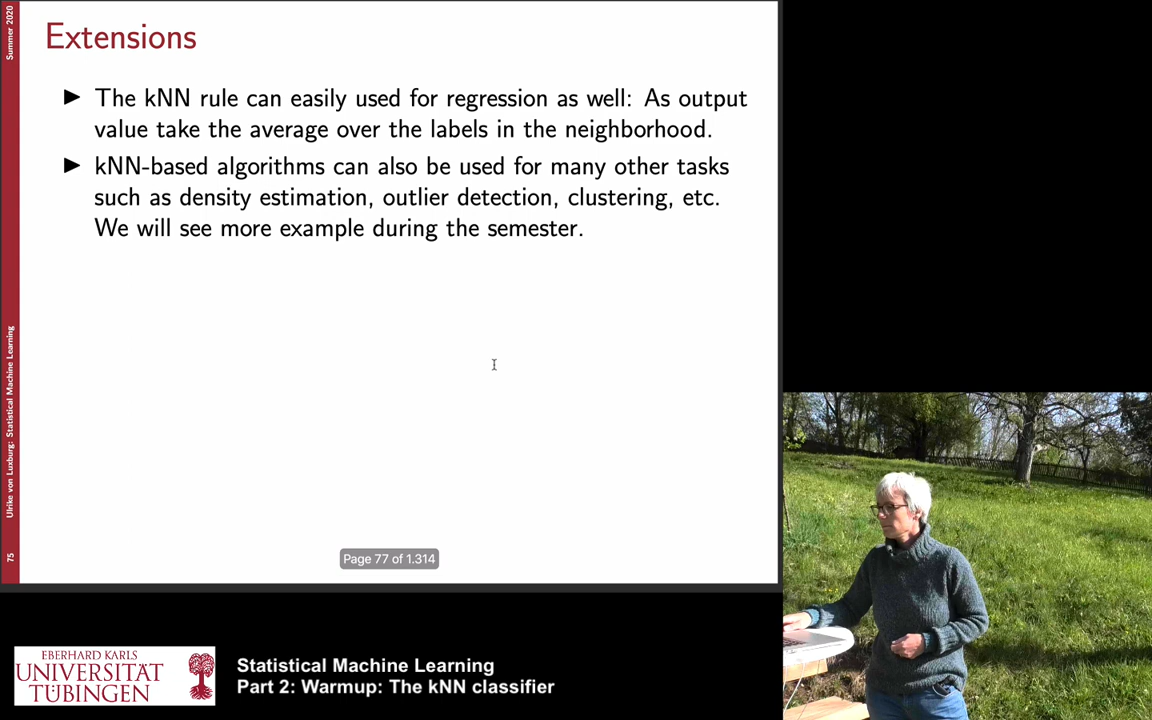 Summer 2020
Extensions
The kNN rule can easily used for regression as well: As output
value take the average over the labels in the neighborhood.
kNN-based algorithms can also be used for many other tasks
such as density estimation, outlier detection, clustering, etc.
We will see more example during the semester.
Ulrike von Luxburg: Statistical Machine Learning
75
Page 77 of 1.314
EBERHARD KARLS
UNIVERSITÄT
TÜBINGEN
Statistical Machine Learning
Part 2: Warmup: The kNN classifier